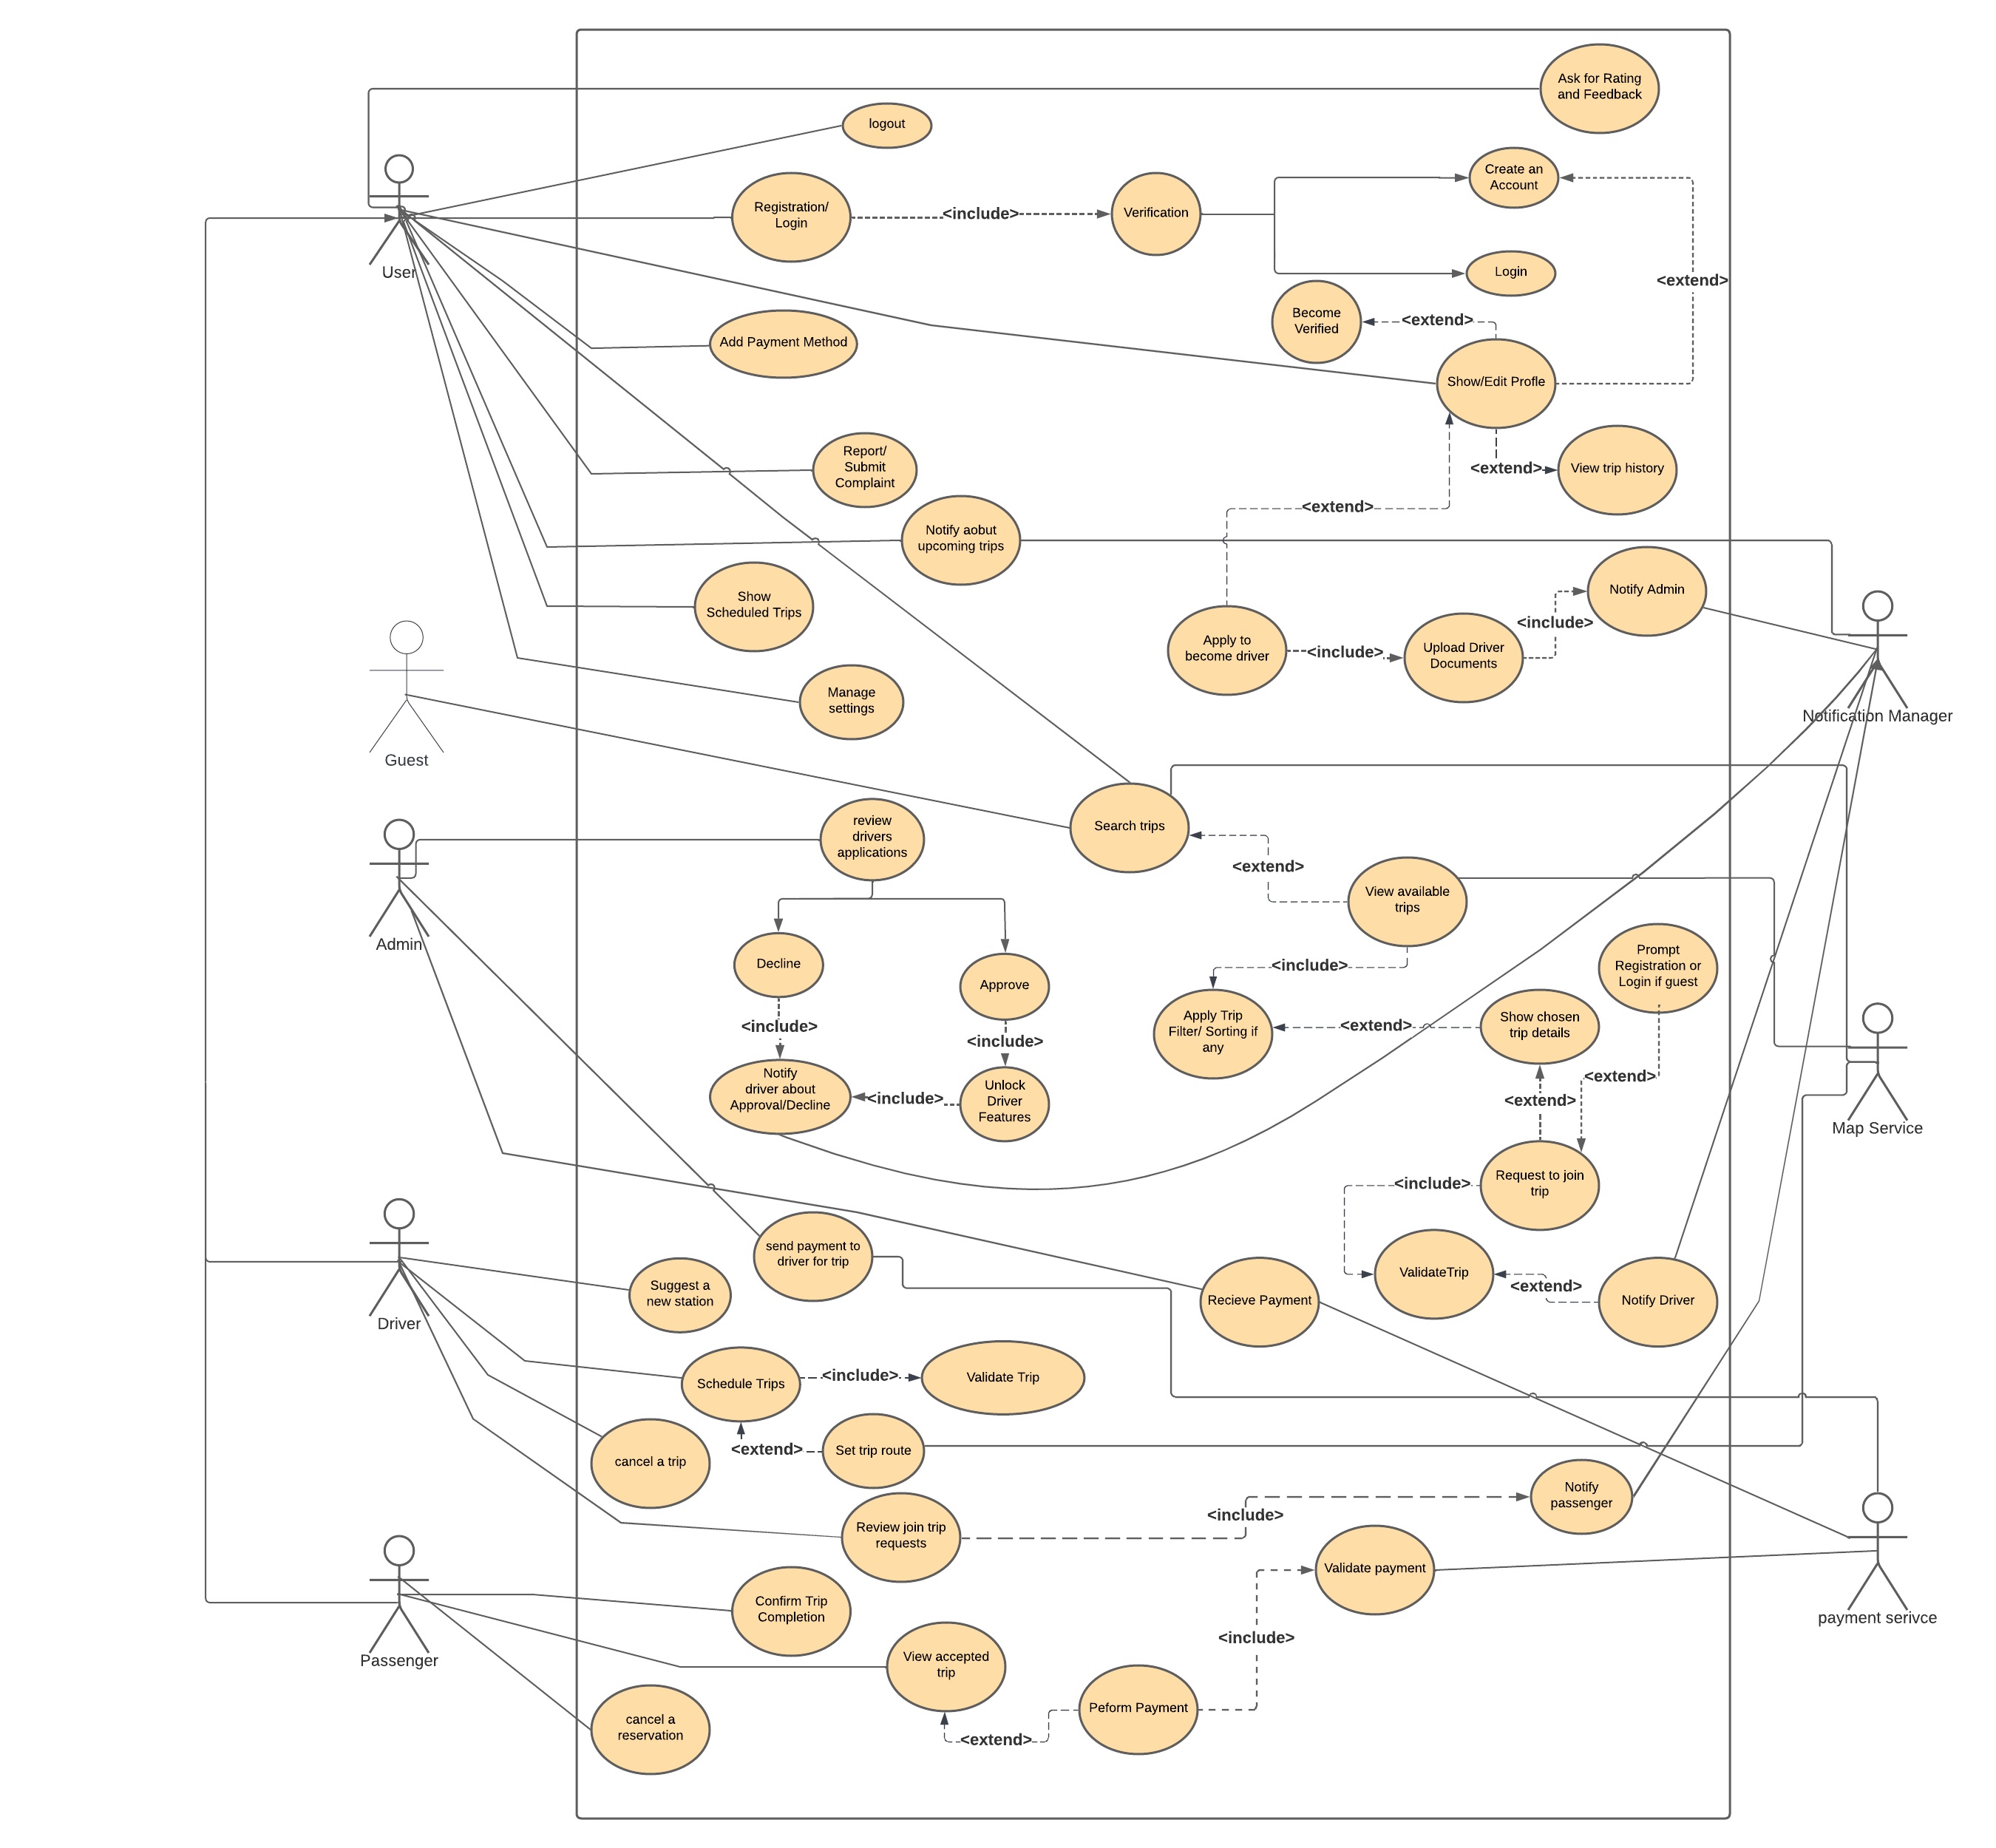 Ask for Rating
and Feedback
logout
Create an
Account
Registration/
Login
<include>
Verification
User
Login
<extend>
Become
Verified
<extend>
Add Payment Method
Show/Edit Profle
Report/
Submit
Complaint
<extend>
View trip history
<extend>
Notify aobut
upcoming trips
Show
Scheduled Trips
Notify Admin
<include>
Apply to
become driver
<include>
Upload Driver
Documents
Manage
settings
Notification Manager
Guest
Search trips
review
drivers
applications
<extend>
View available
trips
Admin
Decline
Approve
<include>
Prompt
Registration or
Login if guest
Apply Trip
Filter/ Sorting if
any
<extend>
Show chosen
trip details
<include>
<include>
Notify
driver about
Approval/Decline
<include>
Unlock
Driver
Features
<extend>
<extend>
Map Service
<include>
Request to join
trip
send payment to
driver for trip
Suggest a
new station
Driver
Recieve Payment
ValidateTrip
<extend>
Notify Driver
Schedule Trips
<include>
Validate Trip
<extend>
Set trip route
cancel a trip
Notify
passenger
<include>
Review join trip
requests
Validate payment
payment serivce
Confirm Trip
Completion
Passenger
<include>
View accepted
trip
Peform Payment
<extend>
cancel a
reservation